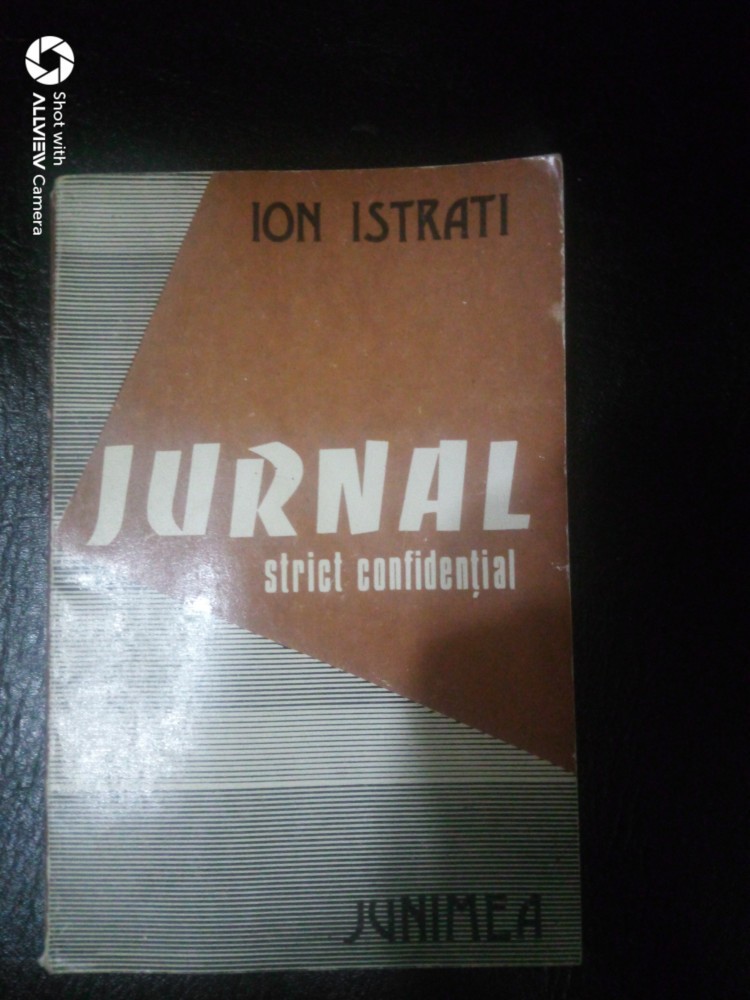 Shot with
ALLVIEW Camera
ION ISTRATI
JURNAL
strict confidențial
JUNIMEA